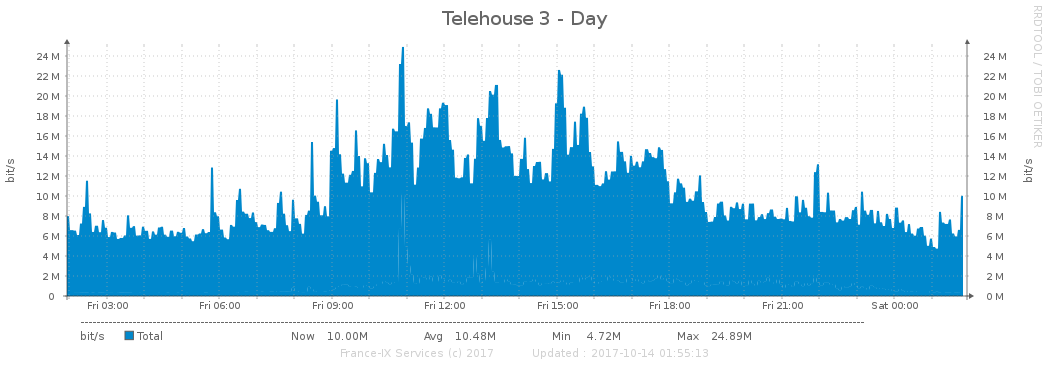 Telehouse 3 - Day
RRDTOOL / TOBI OETIKER
bit/s
24 M 24 M
22 M 22 M
20 M 20 M
18 M 18 M
16 M 16 M
14 M 14 M
12 M 12 M
10 M 10 M
8 M 8 M
6 M 6 M
4 M 4 M
2 M 2 M
0 0 M
bit/s
Fri 03:00 Fri 06:00 Fri 09:00 Fri 12:00 Fri 15:00 Fri 18:00 Fri 21:00 Sat 00:00
bit/s Total Now 10.00M Avg 10.48M Min 4.72M Max 24.89M
France-IX Services (c) 2017 Updated : 2017-10-14 01:55:13